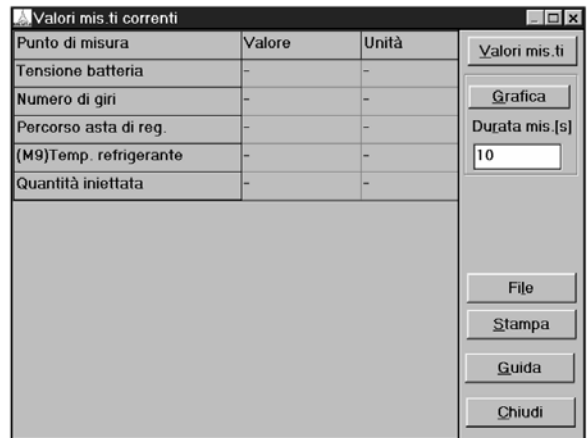 Valori mis.ti correnti
Punto di misura Valore Unità
Tensione batteria - -
Numero di giri - -
Percorso asta di reg. - -
(M9)Temp. refrigerante - -
Quantità iniettata - -
Valori mis.ti
Grafica
Durata mis.[s]
10
File
Stampa
Guida
Chiudi